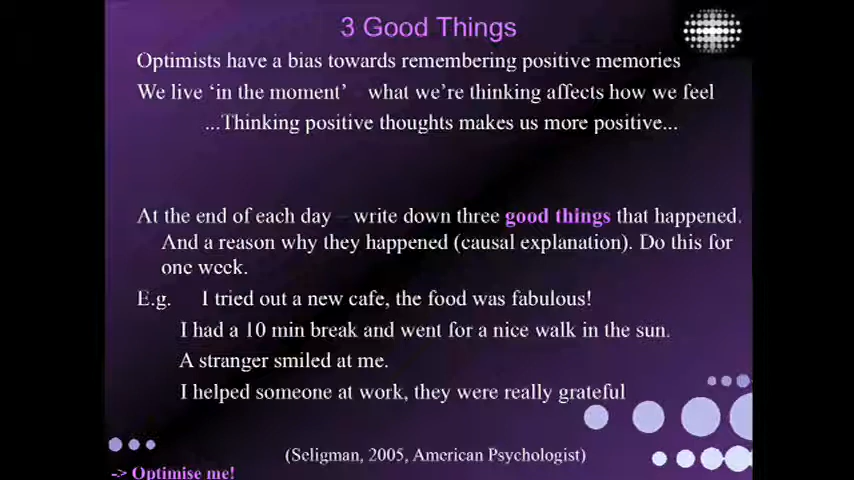 3 Good Things
Optimists have a bias towards remembering positive memories
We live ‘in the moment’ what we’re thinking affects how we feel
...Thinking positive thoughts makes us more positive...
At the end of each day – write down three good things that happened.
And a reason why they happened (causal explanation). Do this for
one week.
E.g. I tried out a new cafe, the food was fabulous!
I had a 10 min break and went for a nice walk in the sun.
A stranger smiled at me.
I helped someone at work, they were really grateful
(Seligman, 2005, American Psychologist)
-> Optimise me!